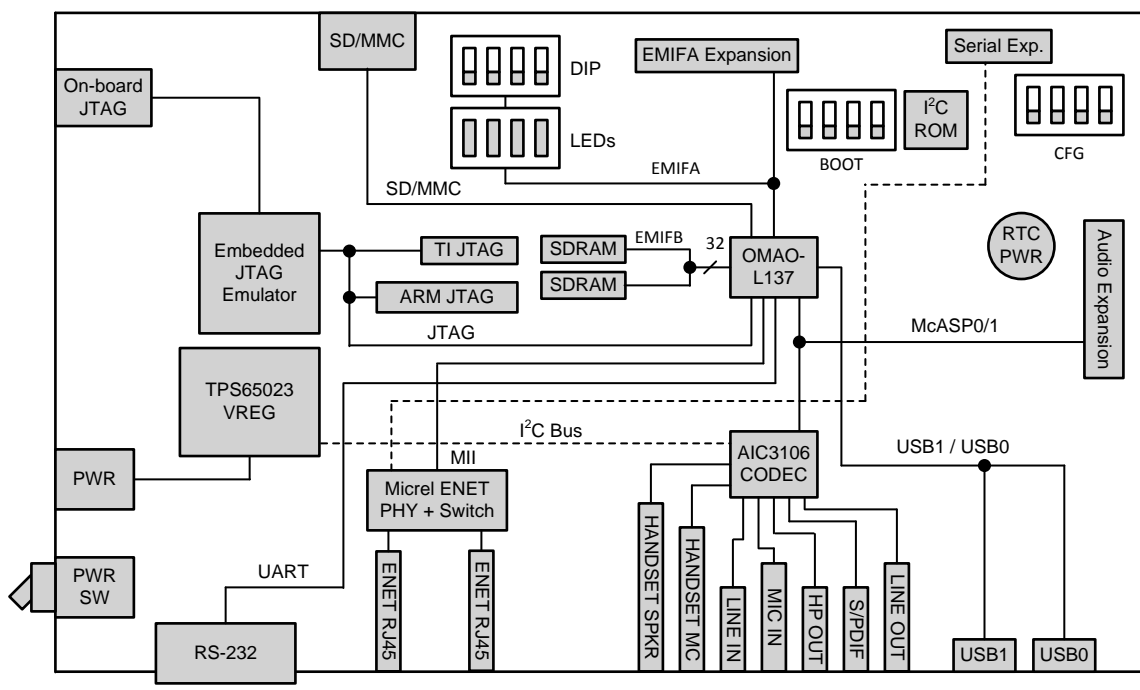 SD/MMC
DIP
EMIFA Expansion
Serial Exp.
On-board
JTAG
LEDs
I²C
ROM
BOOT
CFG
SD/MMC
EMIFA
Embedded
JTAG
Emulator
TI JTAG
ARM JTAG
JTAG
SDRAM
SDRAM
EMIFB
32
OMAO-
L137
RTC
PWR
Audio Expansion
McASP0/1
TPS65023
VREG
I²C Bus
PWR
MII
Micrel ENET
PHY + Switch
AIC3106
CODEC
USB1 / USB0
PWR
SW
UART
RS-232
ENET RJ45
ENET RJ45
HANDSET SPKR
HANDSET MC
LINE IN
MIC IN
HP OUT
S/PDIF
LINE OUT
USB1
USB0